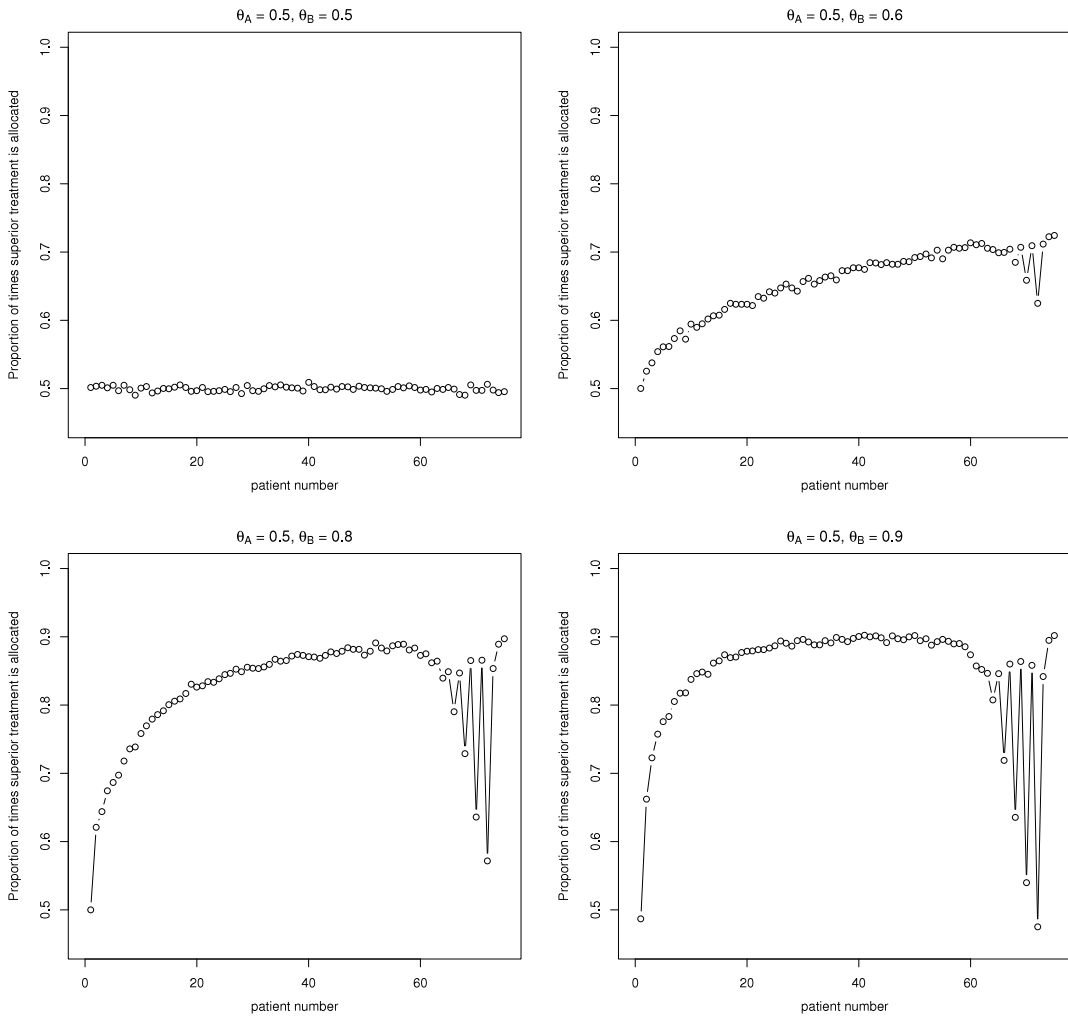 θA = 0.5, θB = 0.5
Proportion of times superior treatment is allocated
1.0
0.9
0.8
0.7
0.6
0.5
0 20 40 60
patient number
θA = 0.5, θB = 0.6
Proportion of times superior treatment is allocated
1.0
0.9
0.8
0.7
0.6
0.5
0 20 40 60
patient number
θA = 0.5, θB = 0.8
Proportion of times superior treatment is allocated
1.0
0.9
0.8
0.7
0.6
0.5
0 20 40 60
patient number
θA = 0.5, θB = 0.9
Proportion of times superior treatment is allocated
1.0
0.9
0.8
0.7
0.6
0.5
0 20 40 60
patient number